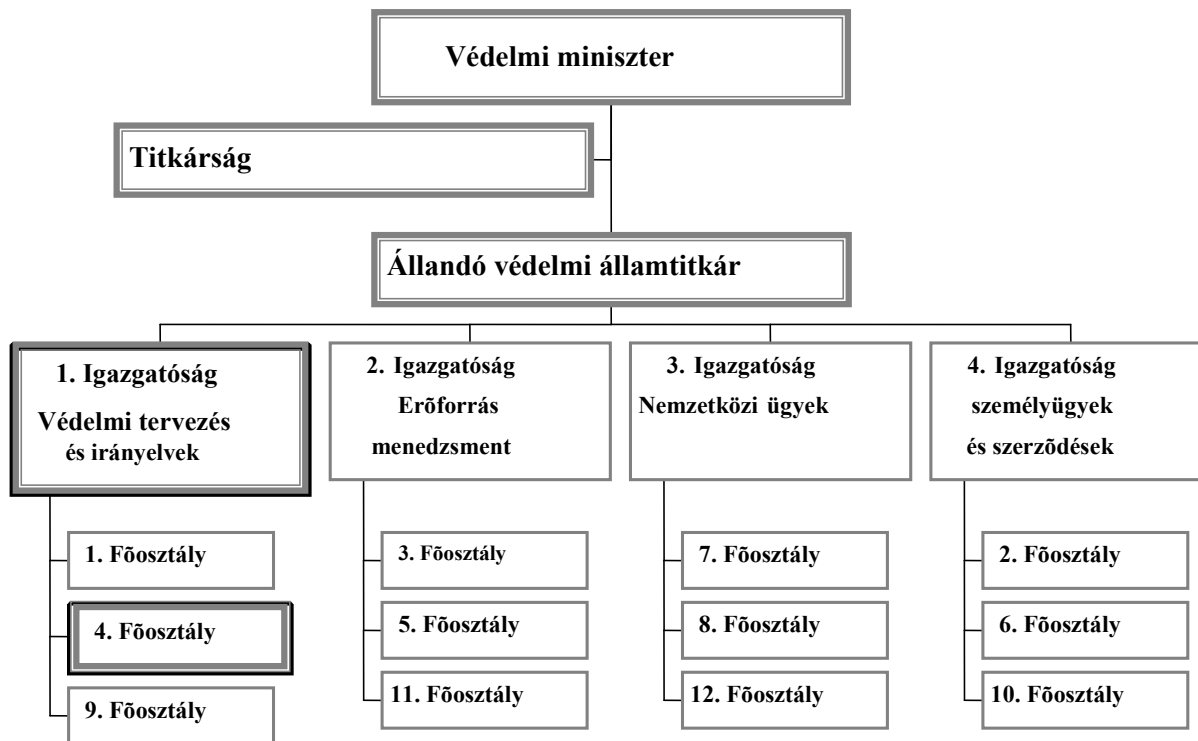 Védelmi miniszter
Titkárság
Állandó védelmi államtitkár
1. Igazgatóság
Védelmi tervezés
és irányelvek
2. Igazgatóság
Erõforrás
menedzsment
3. Igazgatóság
Nemzetközi ügyek
4. Igazgatóság
személyügyek
és szerzõdések
1. Fõosztály
4. Fõosztály
9. Fõosztály
3. Fõosztály
5. Fõosztály
11. Fõosztály
7. Fõosztály
8. Fõosztály
12. Fõosztály
2. Fõosztály
6. Fõosztály
10. Fõosztály